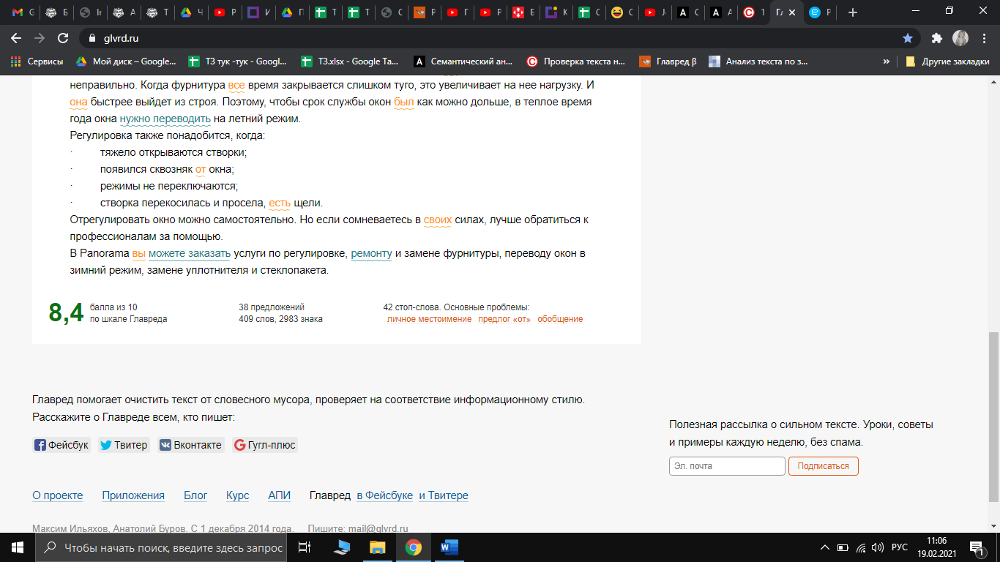 G Б Ir А Т Ч Р И П Т Т С Р Г Р Е К С С J С А 1 Гл Р
glvrd.ru
Сервисы Мой диск – Google... ТЗ тук -тук - Googl... ТЗ.xlsx - Google Та... Семантический ан... Проверка текста н... Главред β Анализ текста по з... » Другие закладки
неправильно. Когда фурнитура все время закрывается слишком туго, это увеличивает на нее нагрузку. И
она быстрее выйдет из строя. Поэтому, чтобы срок службы окон был как можно дольше, в теплое время
года окна нужно переводить на летний режим.
Регулировка также понадобится, когда:
· тяжело открываются створки;
· появился сквозняк от окна;
· режимы не переключаются;
· створка перекосилась и просела, есть щели.
Отрегулировать окно можно самостоятельно. Но если сомневаетесь в своих силах, лучше обратиться к
профессионалам за помощью.
В Panorama вы можете заказать услуги по регулировке, ремонту и замене фурнитуры, переводу окон в
зимний режим, замене уплотнителя и стеклопакета.
8,4 балла из 10 38 предложений 42 стоп-слова. Основные проблемы:
по шкале Главреда 409 слов, 2983 знака личное местоимение предлог «от» обобщение
Главред помогает очистить текст от словесного мусора, проверяет на соответствие информационному стилю.
Расскажите о Главреде всем, кто пишет:
Фейсбук Твитер Вконтакте Гугл-плюс
Полезная рассылка о сильном тексте. Уроки, советы
и примеры каждую неделю, без спама.
Эл. почта Подписаться
О проекте Приложения Блог Курс АПИ Главред в Фейсбуке и Твитере
Максим Ильяхов, Анатолий Буров. С 1 декабря 2014 года. Пишите: mail@glvrd.ru
Чтобы начать поиск, введите здесь запрос
РУС 11:06
19.02.2021 1